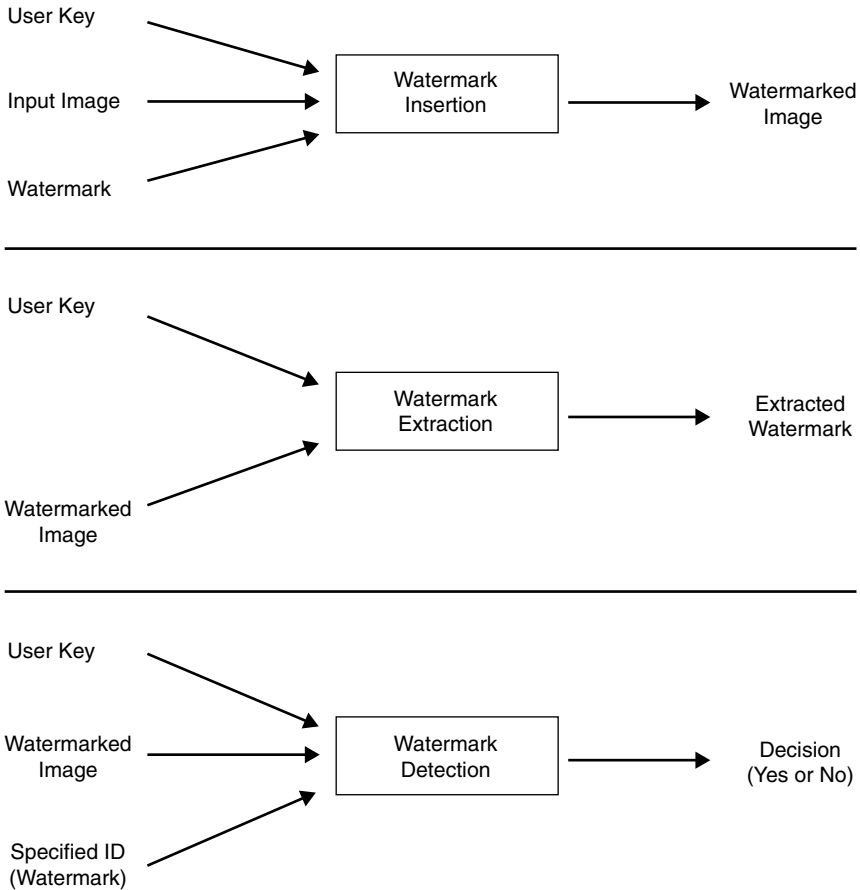 User Key
Input Image
Watermark
Watermark
Insertion
Watermarked
Image
User Key
Watermarked
Image
Watermark
Extraction
Extracted
Watermark
User Key
Watermarked
Image
Specified ID
(Watermark)
Watermark
Detection
Decision
(Yes or No)